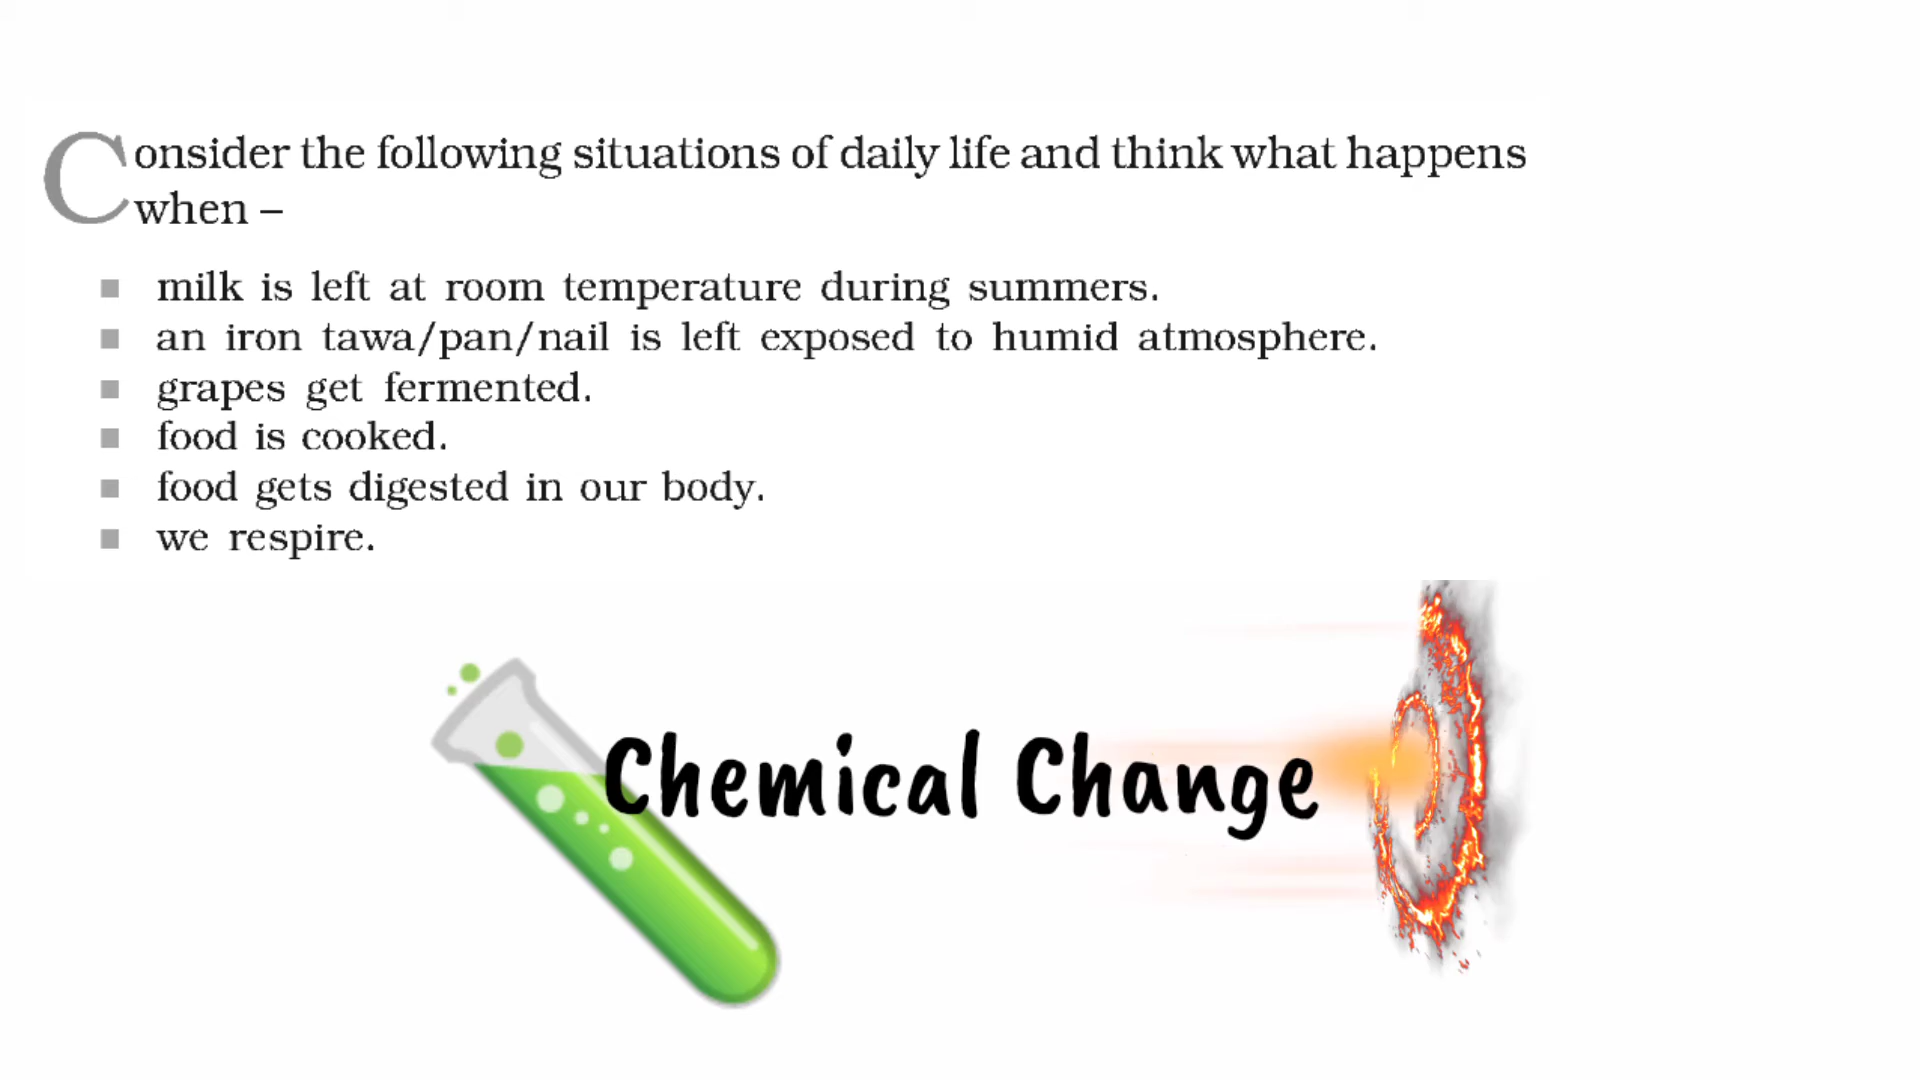 Consider the following situations of daily life and think what happens
when –
■ milk is left at room temperature during summers.
■ an iron tawa/pan/nail is left exposed to humid atmosphere.
■ grapes get fermented.
■ food is cooked.
■ food gets digested in our body.
■ we respire.
Chemical Change